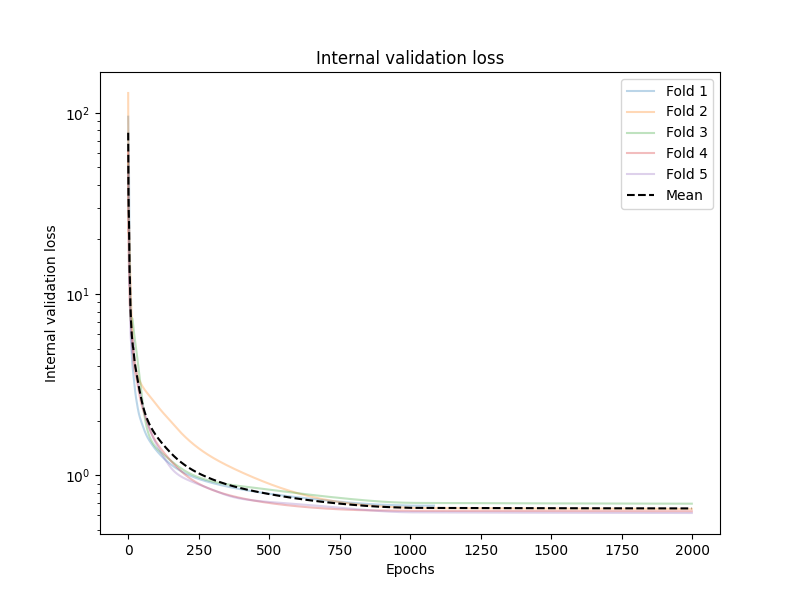 Internal validation loss
Internal validation loss
10²
10¹
10⁰
Fold 1
Fold 2
Fold 3
Fold 4
Fold 5
Mean
0 250 500 750 1000 1250 1500 1750 2000
Epochs